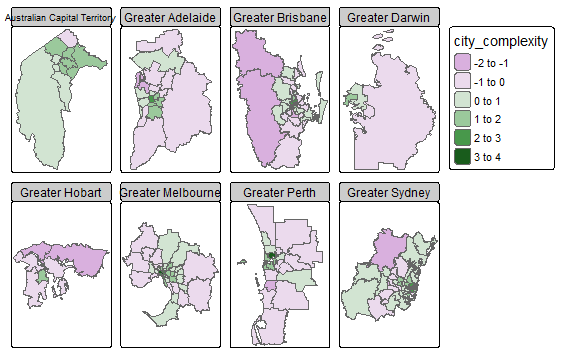 Australian Capital Territory
Greater Adelaide
Greater Brisbane
Greater Darwin
city_complexity
-2 to -1
-1 to 0
0 to 1
1 to 2
2 to 3
3 to 4
Greater Hobart
Greater Melbourne
Greater Perth
Greater Sydney